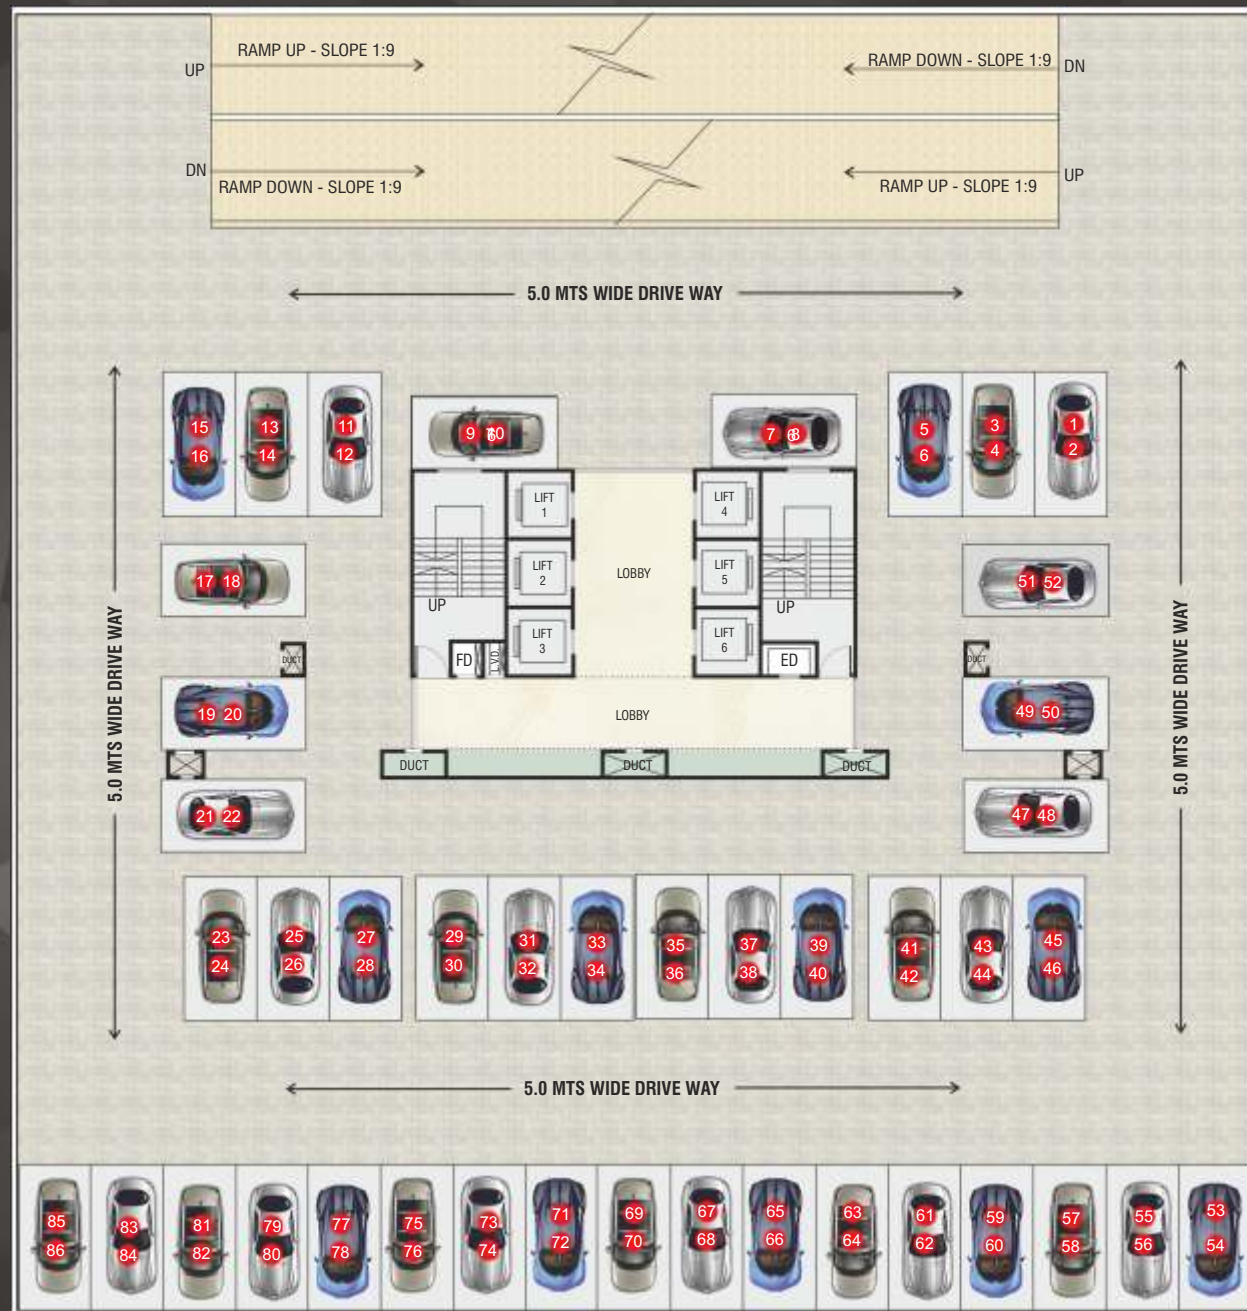 RAMP UP - SLOPE 1:9
RAMP DOWN - SLOPE 1:9
UP
DN
DN
UP
RAMP DOWN - SLOPE 1:9
RAMP UP - SLOPE 1:9
5.0 MTS WIDE DRIVE WAY
5.0 MTS WIDE DRIVE WAY
5.0 MTS WIDE DRIVE WAY
15 13 11
16 14 12
9 10
7 8
5 3 1
6 4 2
LIFT
1
LIFT
4
17 18
LIFT
2
LOBBY
LIFT
5
51 52
UP
UP
LIFT
3
LIFT
6
DUCT
FD
L.V.D.
ED
DUCT
19 20
LOBBY
49 50
DUCT
DUCT
DUCT
21 22
47 48
23 25 27 29 31 33 35 37 39 41 43 45
24 26 28 30 32 34 36 38 40 42 44 46
5.0 MTS WIDE DRIVE WAY
85 83 81 79 77 75 73 71 69 67 65 63 61 59 57 55 53
86 84 82 80 78 76 74 72 70 68 66 64 62 60 58 56 54